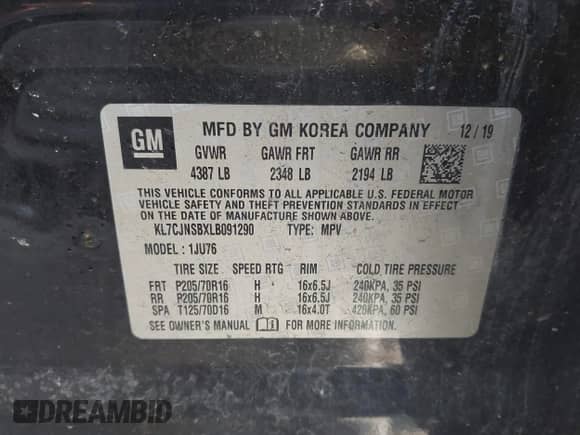 GM MFD BY GM KOREA COMPANY 12 / 19
GVWR GAWR FRT GAWR RR
4387 LB 2348 LB 2194 LB
THIS VEHICLE CONFORMS TO ALL APPLICABLE U.S. FEDERAL MOTOR
VEHICLE SAFETY AND THEFT PREVENTION STANDARDS IN EFFECT ON
DATE OF MANUFACTURE SHOWN ABOVE.
KL7CJNSBXLB091290 TYPE: MPV
MODEL : 1JU76
TIRE SIZE SPEED RTG RIM COLD TIRE PRESSURE
FRT P205/70R16 H 16x6.5J 240KPA, 35 PSI
RR P205/70R16 H 16x6.5J 240KPA, 35 PSI
SPA T125/70D16 M 16x4.0T 420KPA, 60 PSI
SEE OWNER'S MANUAL FOR MORE INFORMATION
DREAMBID